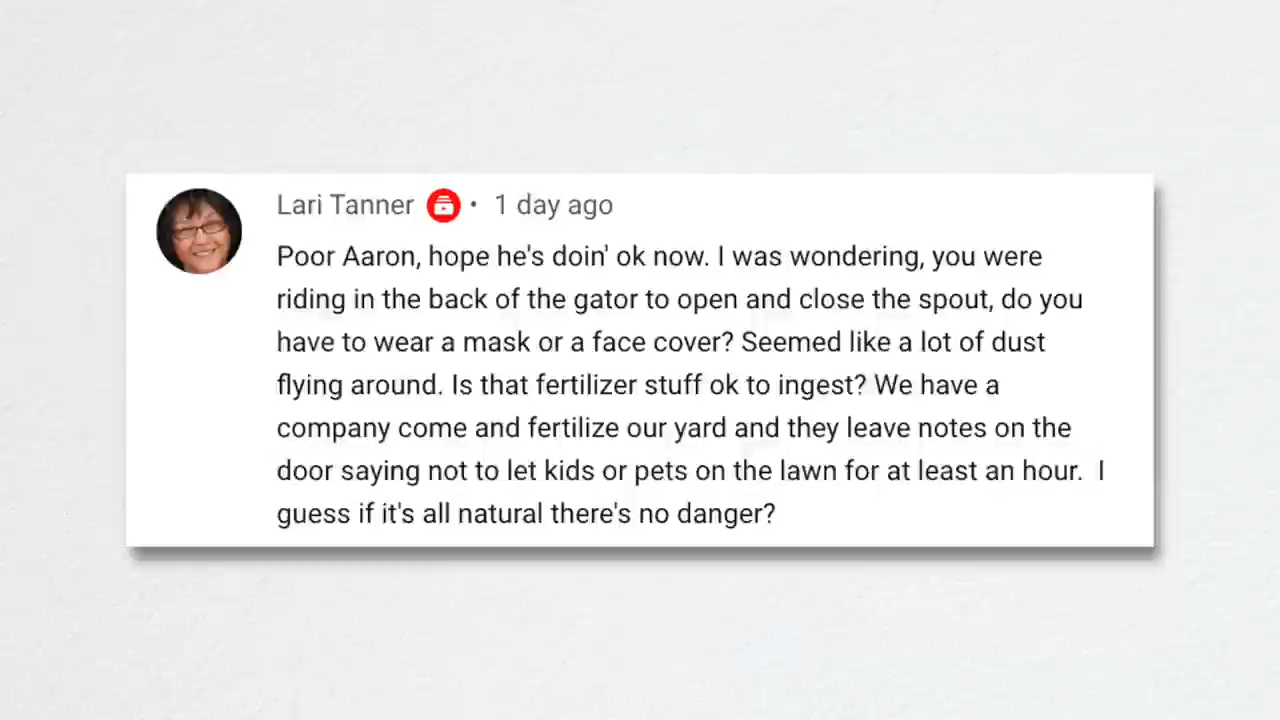 Lari Tanner • 1 day ago
Poor Aaron, hope he's doin' ok now. I was wondering, you were
riding in the back of the gator to open and close the spout, do you
have to wear a mask or a face cover? Seemed like a lot of dust
flying around. Is that fertilizer stuff ok to ingest? We have a
company come and fertilize our yard and they leave notes on the
door saying not to let kids or pets on the lawn for at least an hour.  I
guess if it's all natural there's no danger?